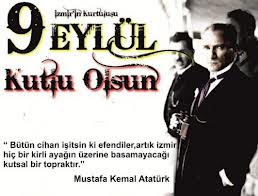 İzmir'in Kurtuluşu
9 EYLÜL
Kutlu Olsun
“ Bütün cihan işitsin ki efendiler,artık izmir
hiç bir kirli ayağın üzerine basamayacağı
kutsal bir topraktır.”
Mustafa Kemal Atatürk